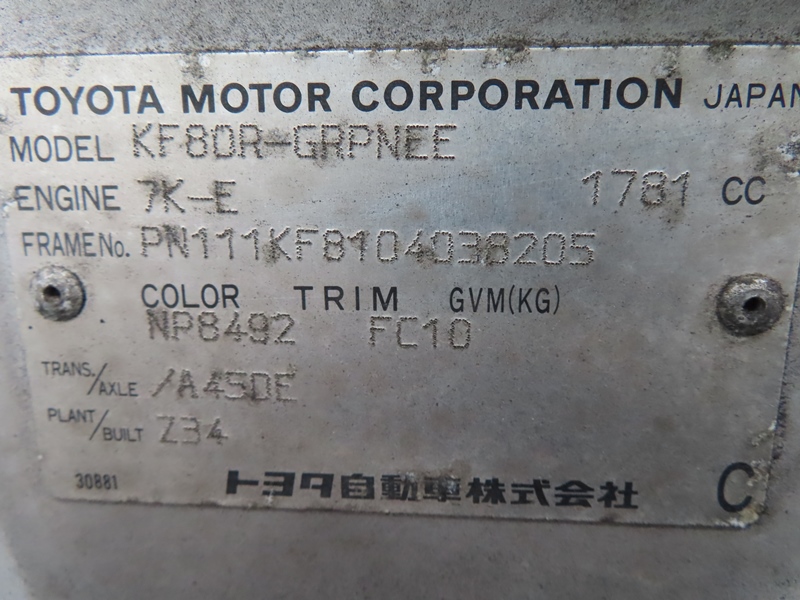 TOYOTA MOTOR CORPORATION JAPAN
MODEL KF80R-GRPNEE
ENGINE 7K-E 1781 CC
FRAME No. PN111KF8104038205
COLOR TRIM GVM(KG)
NP8492 FC10
TRANS./AXLE /A45DE
PLANT/BUILT Z34
30881 トヨタ自動車株式会社 C